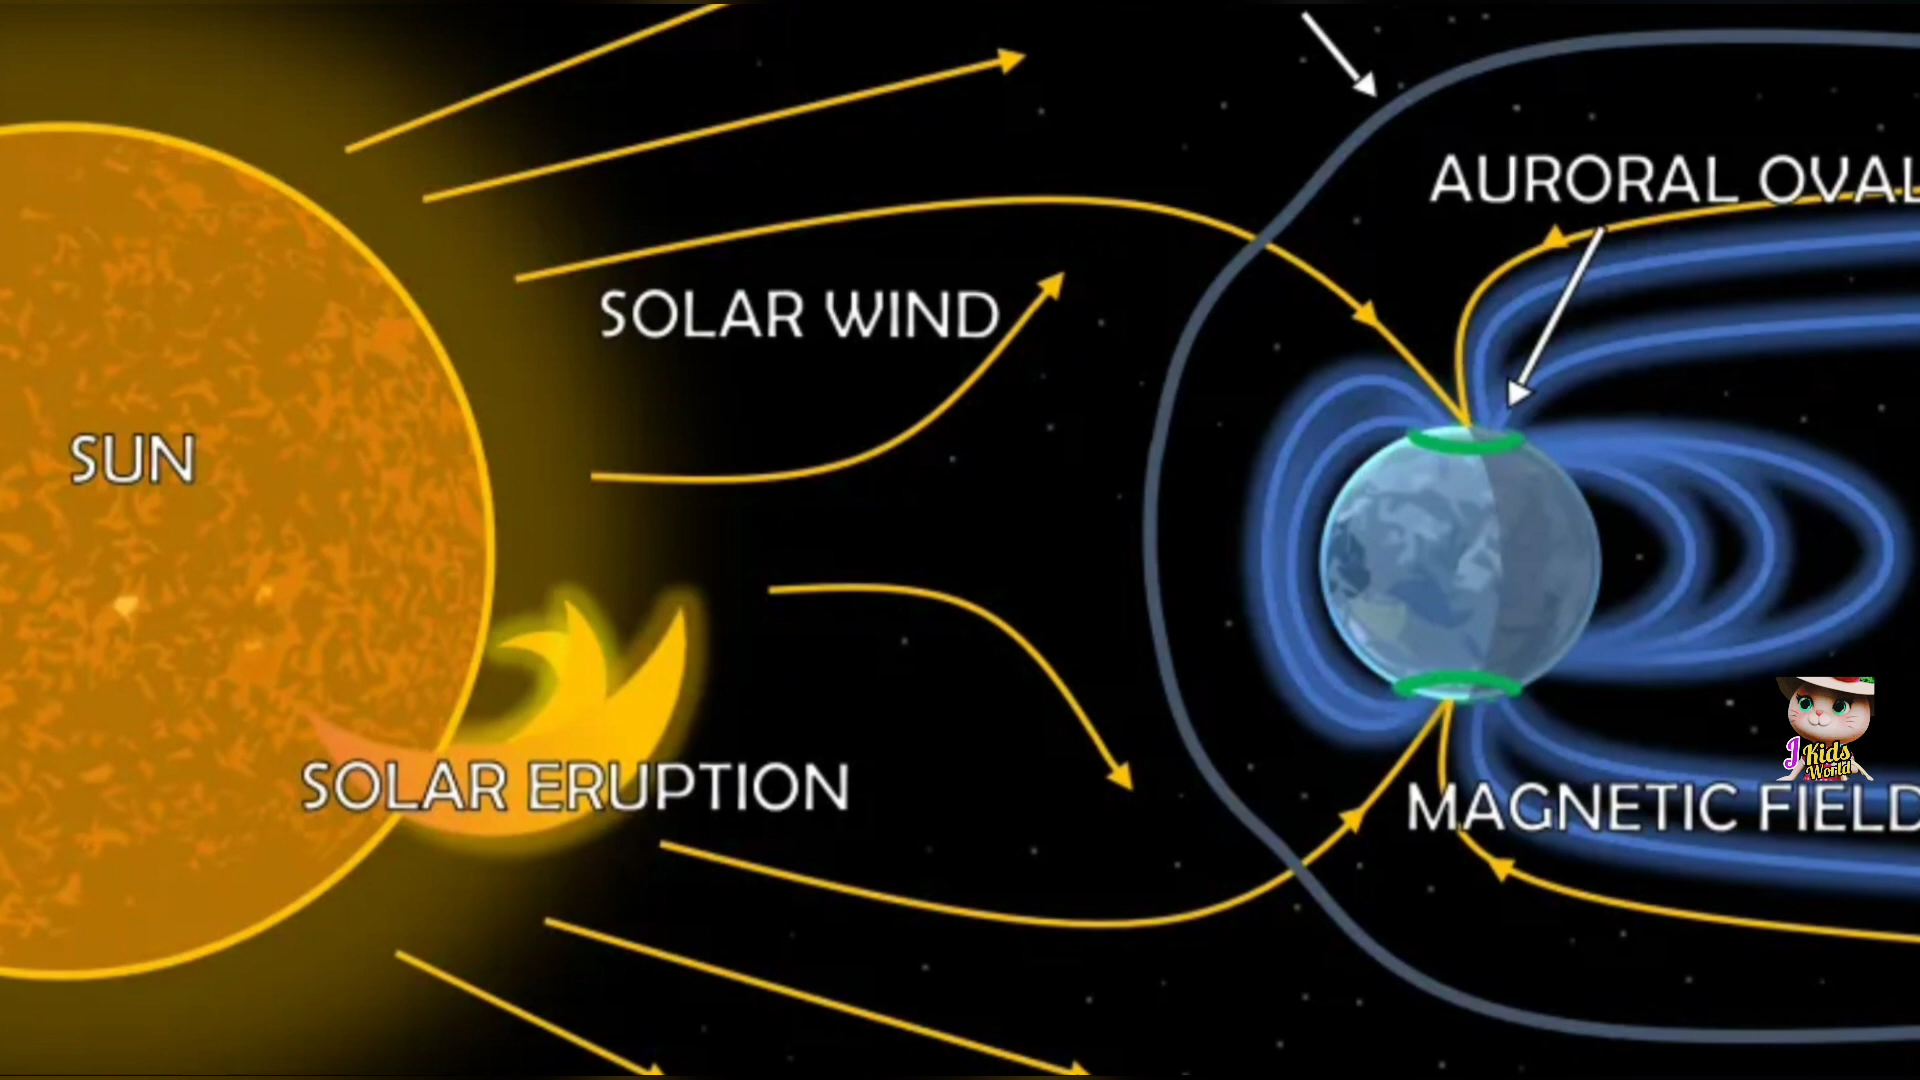 AURORAL OVAL
SOLAR WIND
SUN
SOLAR ERUPTION
MAGNETIC FIELD
J Kids
World